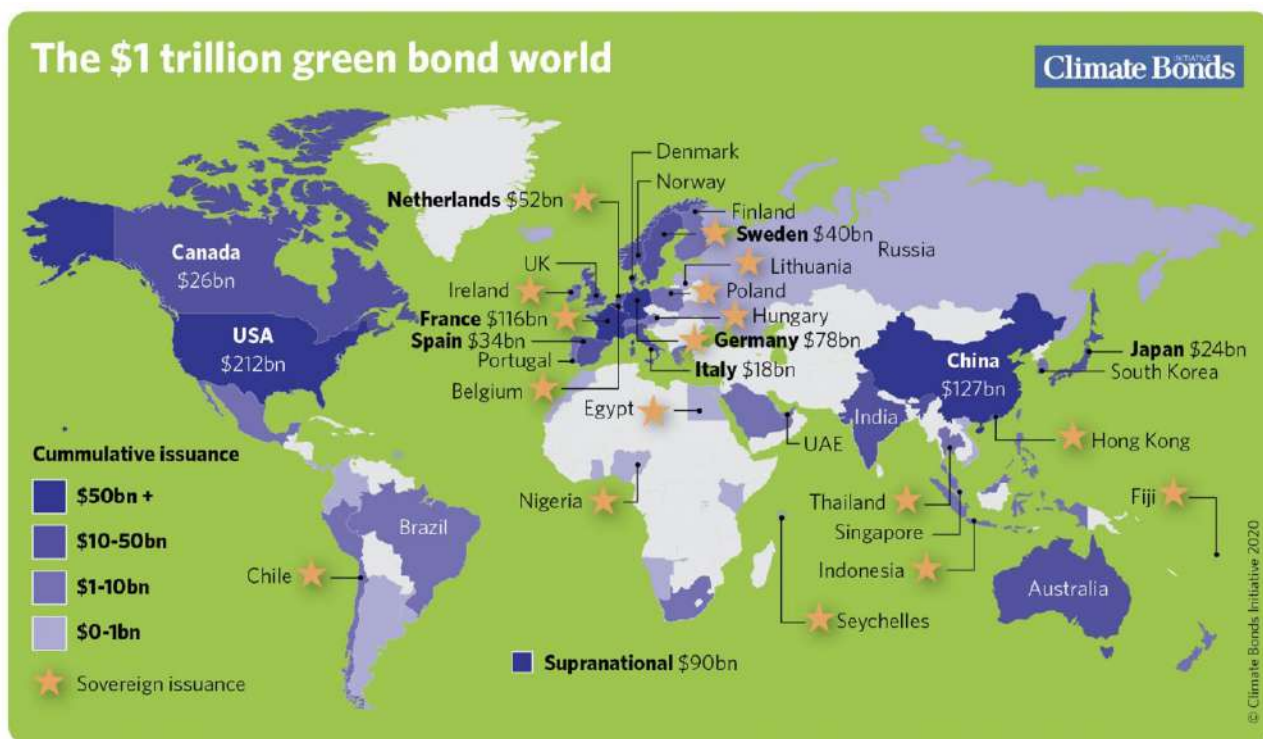 The $1 trillion green bond world
Climate Bonds
INITIATIVE
Denmark
Norway
Netherlands $52bn
Finland
Sweden $40bn
Russia
Canada
$26bn
UK
Lithuania
Ireland
Poland
France $116bn
Hungary
USA
$212bn
Spain $34bn
Germany $78bn
Portugal
Italy $18bn
China
$127bn
Japan $24bn
South Korea
Belgium
Egypt
India
UAE
Hong Kong
Cummulative issuance
$50bn +
$10-50bn
$1-10bn
$0-1bn
Sovereign issuance
Nigeria
Thailand
Fiji
Singapore
Brazil
Chile
Indonesia
Australia
Seychelles
Supranational $90bn
© Climate Bonds Initiative 2020